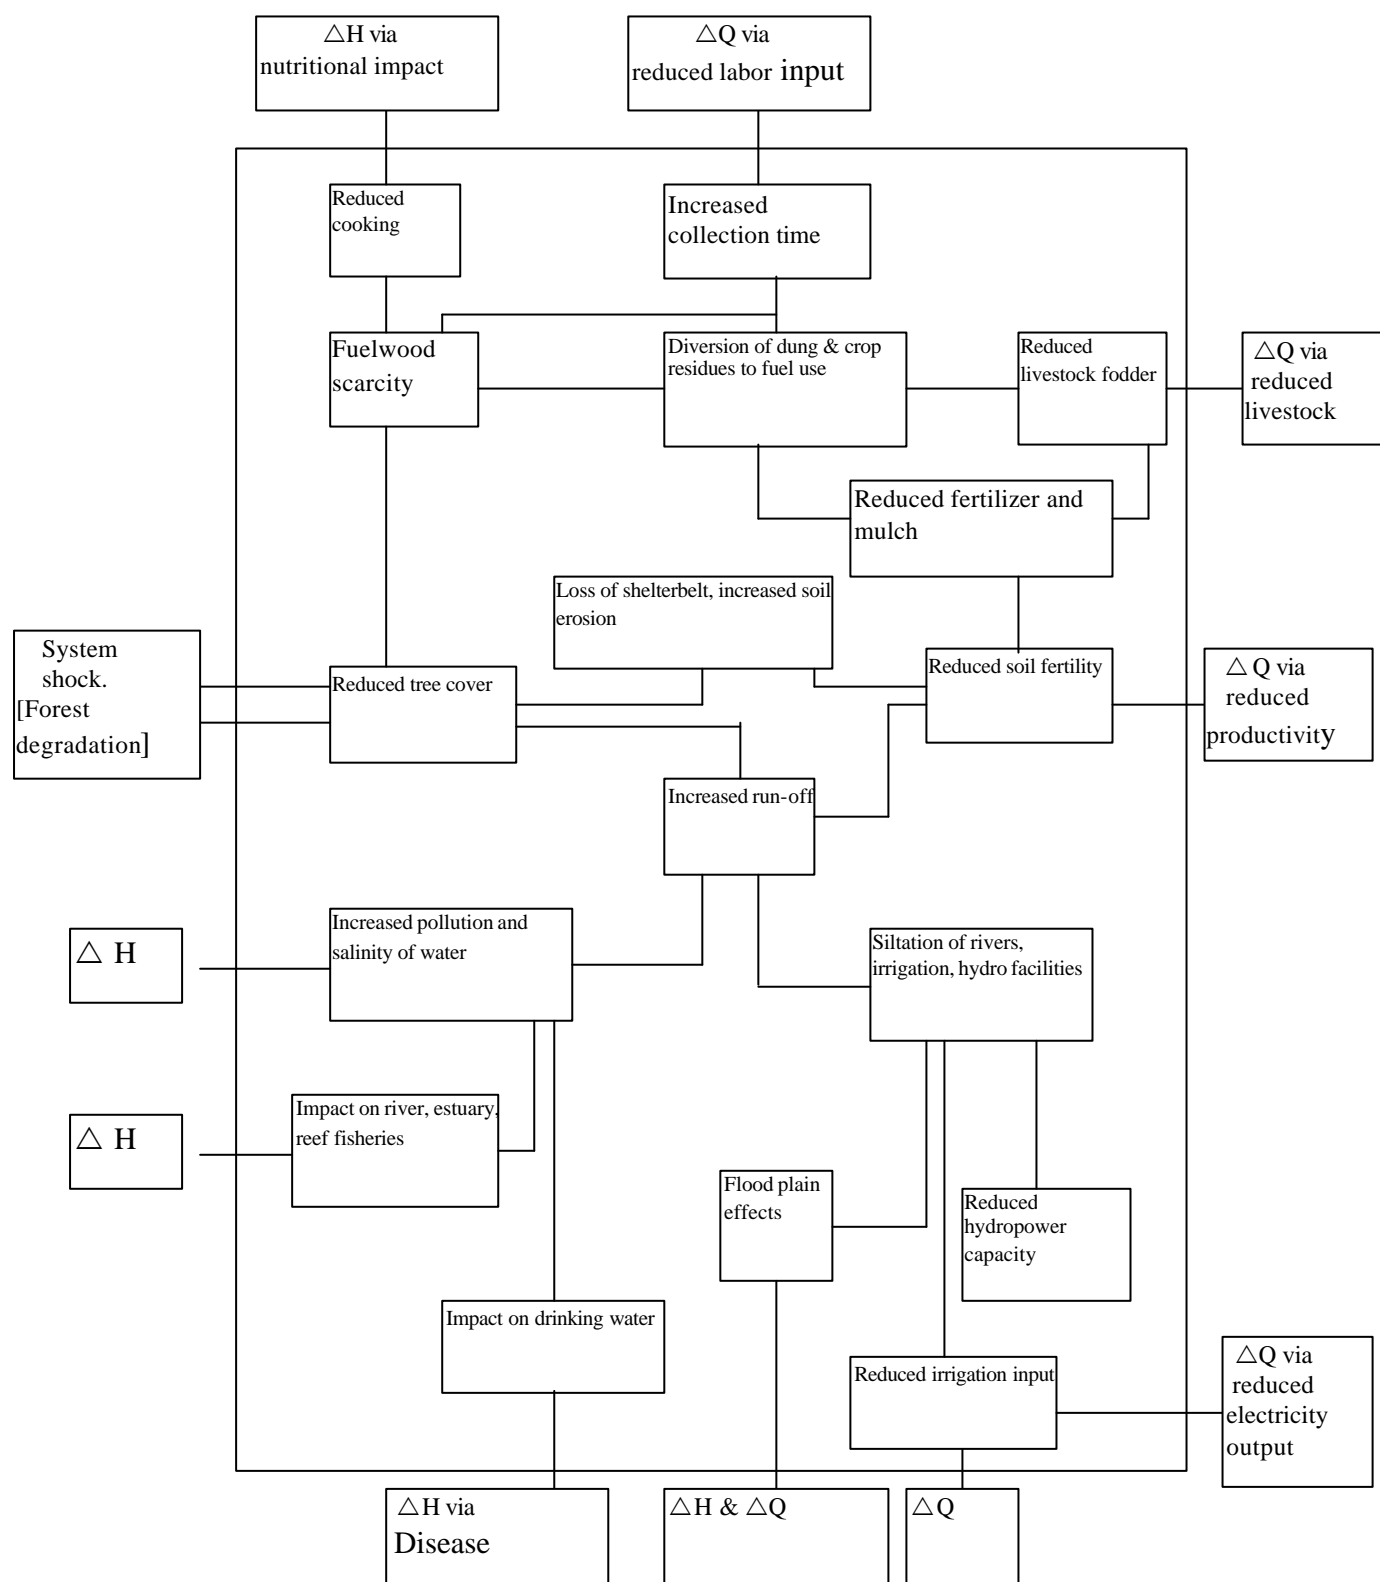 △H via
nutritional impact
△Q via
reduced labor input
Reduced
cooking
Increased
collection time
Fuelwood
scarcity
Diversion of dung & crop
residues to fuel use
Reduced
livestock fodder
△Q via
reduced
livestock
Reduced fertilizer and
mulch
Loss of shelterbelt, increased soil
erosion
System
shock.
[Forest
degradation]
Reduced tree cover
Reduced soil fertility
△ Q via
reduced
productivity
Increased run-off
Increased pollution and
salinity of water
Siltation of rivers,
irrigation, hydro facilities
△ H
Impact on river, estuary,
reef fisheries
△ H
Flood plain
effects
Reduced
hydropower
capacity
Impact on drinking water
Reduced irrigation input
△Q via
reduced
electricity
output
△H via
Disease
△H & △Q
△Q